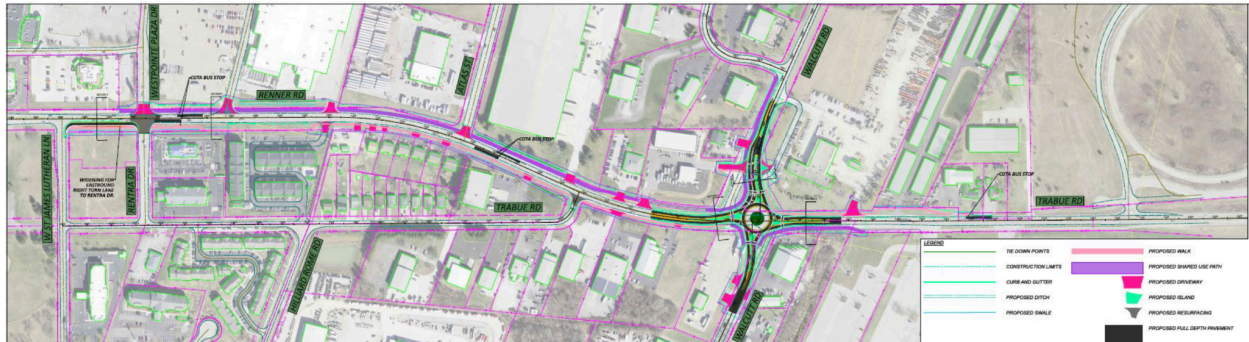 WESTPOINTE PLAZA DR
COTA BUS STOP
RENNER RD
ATLAS ST
WALCUTT RD
COTA BUS STOP
COTA BUS STOP
W ST JAMES LUTHERAN LN
WIDENING FOR
EASTBOUND
RIGHT TURN LANE
TO RENTRA DR.
RENTRA DR
HILLIARD ROME RD
TRABUE RD
TRABUE RD
WALCUTT RD
LEGEND
TIE DOWN POINTS
CONSTRUCTION LIMITS
CURB AND GUTTER
PROPOSED DITCH
PROPOSED SWALE
PROPOSED WALK
PROPOSED SHARED USE PATH
PROPOSED DRIVEWAY
PROPOSED ISLAND
PROPOSED RESURFACING
PROPOSED FULL DEPTH PAVEMENT